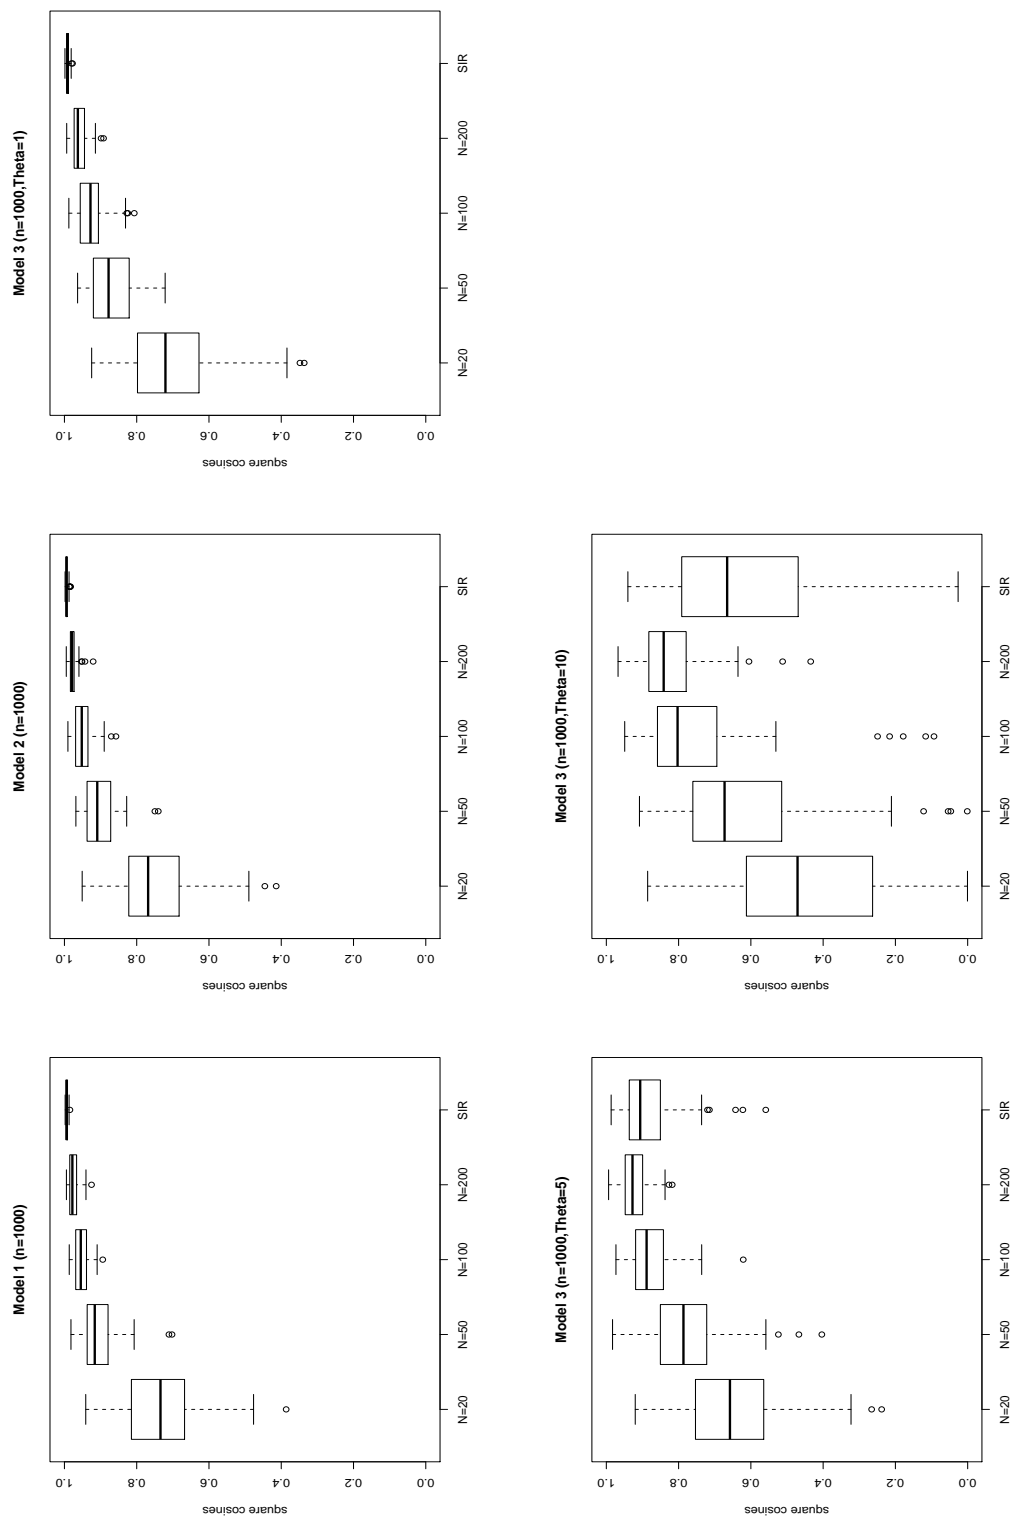 Model 1 (n=1000)
square cosines
1.0
0.8
0.6
0.4
0.2
0.0
N=20 N=50 N=100 N=200 SIR
Model 2 (n=1000)
square cosines
1.0
0.8
0.6
0.4
0.2
0.0
N=20 N=50 N=100 N=200 SIR
Model 3 (n=1000,Theta=1)
square cosines
1.0
0.8
0.6
0.4
0.2
0.0
N=20 N=50 N=100 N=200 SIR
Model 3 (n=1000,Theta=5)
square cosines
1.0
0.8
0.6
0.4
0.2
0.0
N=20 N=50 N=100 N=200 SIR
Model 3 (n=1000,Theta=10)
square cosines
1.0
0.8
0.6
0.4
0.2
0.0
N=20 N=50 N=100 N=200 SIR